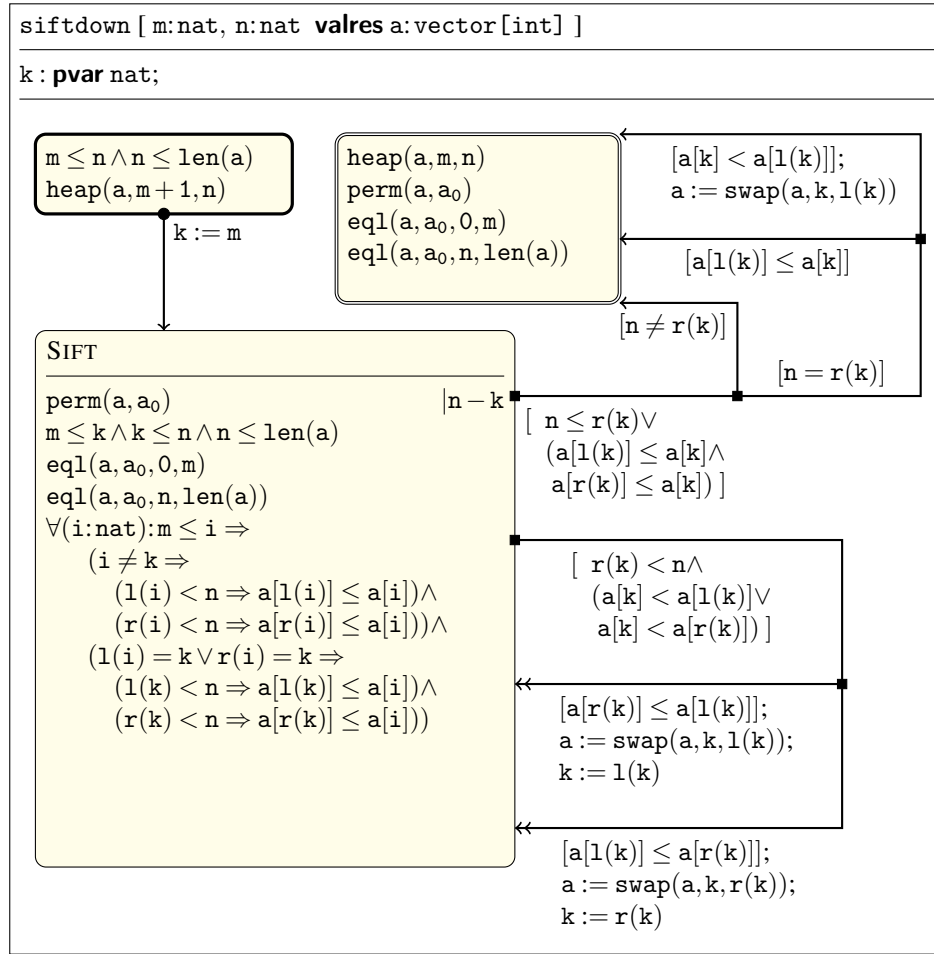 siftdown [ m:nat, n:nat valres a:vector[int] ]
k : pvar nat;
m ≤ n ∧ n ≤ len(a)
heap(a,m+1,n)
k := m
heap(a,m,n)
perm(a,a₀)
eql(a,a₀,0,m)
eql(a,a₀,n,len(a))
[a[k] < a[l(k)]];
a := swap(a,k,l(k))
[a[l(k)] ≤ a[k]]
[n ≠ r(k)]
[n = r(k)]
SIFT
perm(a,a₀) |n−k
m ≤ k ∧ k ≤ n ∧ n ≤ len(a)
eql(a,a₀,0,m)
eql(a,a₀,n,len(a))
∀(i:nat):m ≤ i ⇒
(i ≠ k ⇒
(l(i) < n ⇒ a[l(i)] ≤ a[i])∧
(r(i) < n ⇒ a[r(i)] ≤ a[i]))∧
(l(i) = k ∨ r(i) = k ⇒
(l(k) < n ⇒ a[l(k)] ≤ a[i])∧
(r(k) < n ⇒ a[r(k)] ≤ a[i]))
[ n ≤ r(k)∨
(a[l(k)] ≤ a[k]∧
a[r(k)] ≤ a[k]) ]
[ r(k) < n∧
(a[k] < a[l(k)]∨
a[k] < a[r(k)]) ]
[a[r(k)] ≤ a[l(k)]];
a := swap(a,k,l(k));
k := l(k)
[a[l(k)] ≤ a[r(k)]];
a := swap(a,k,r(k));
k := r(k)